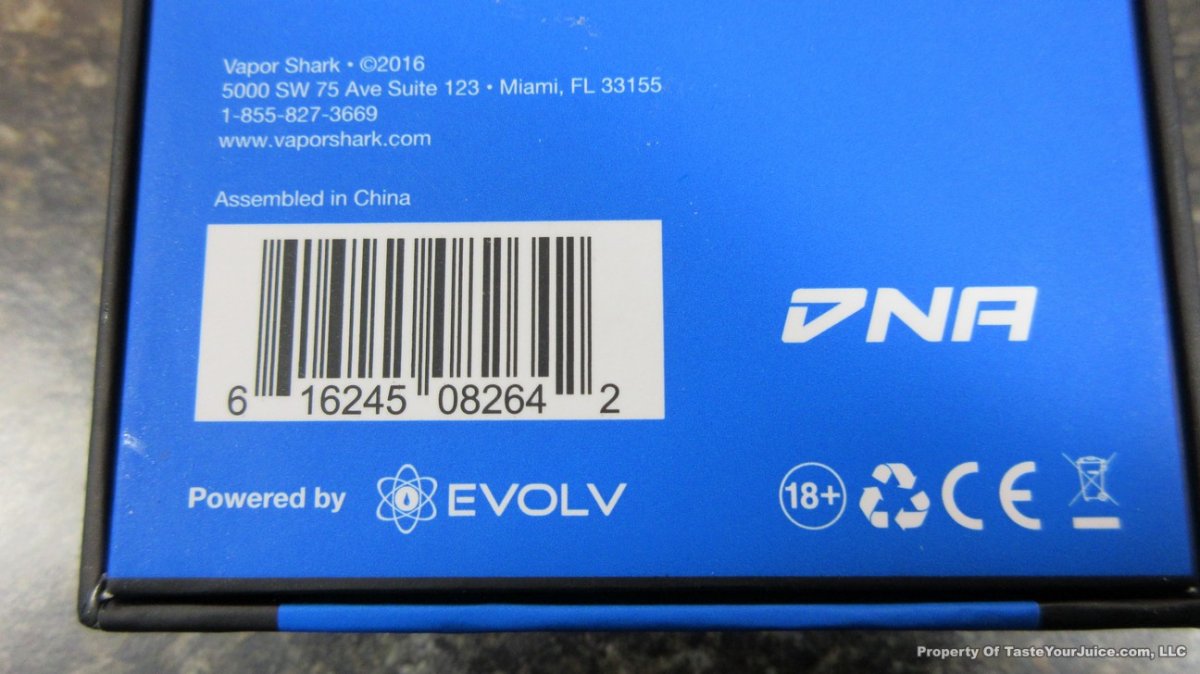 Vapor Shark • ©2016
5000 SW 75 Ave Suite 123 • Miami, FL 33155
1-855-827-3669
www.vaporshark.com
Assembled in China
6 16245 08264 2
DNA
Powered by EVOLV
18+ CE
Property Of TasteYourJuice.com, LLC